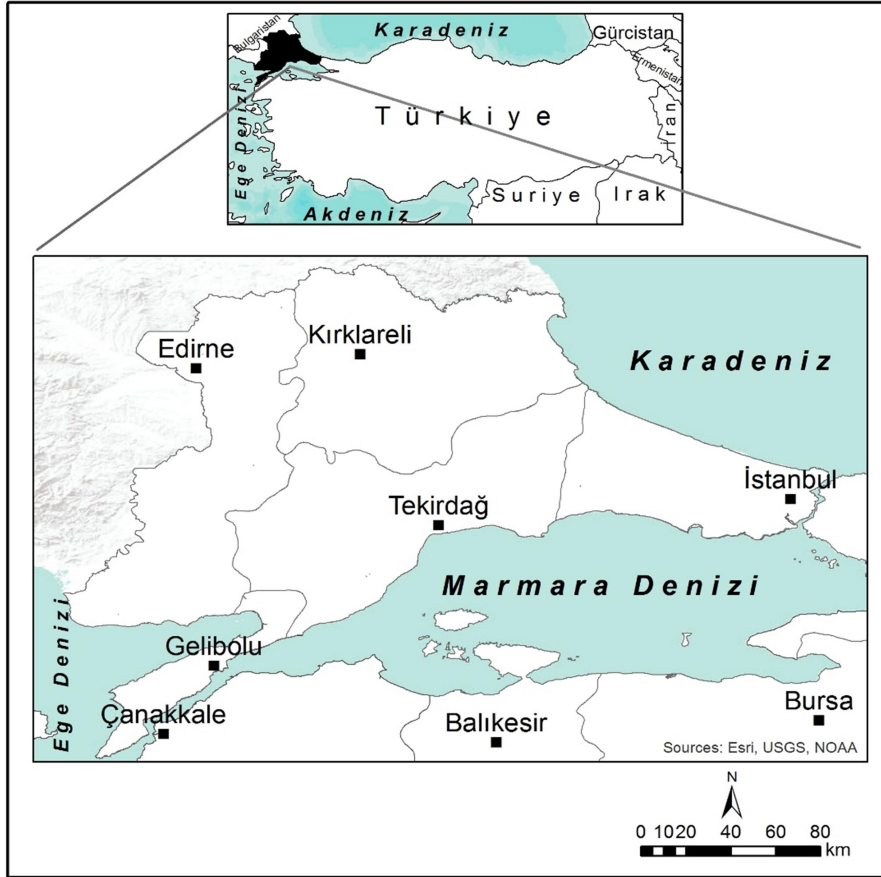 Bulgaristan
Karadeniz
Gürcistan
Ermenistan
Ege Denizi
Türkiye
İran
Suriye
Irak
Akdeniz
Edirne
Kırklareli
Karadeniz
İstanbul
Tekirdağ
Marmara Denizi
Ege Denizi
Gelibolu
Çanakkale
Balıkesir
Bursa
Sources: Esri, USGS, NOAA
N
0 10 20 40 60 80
km